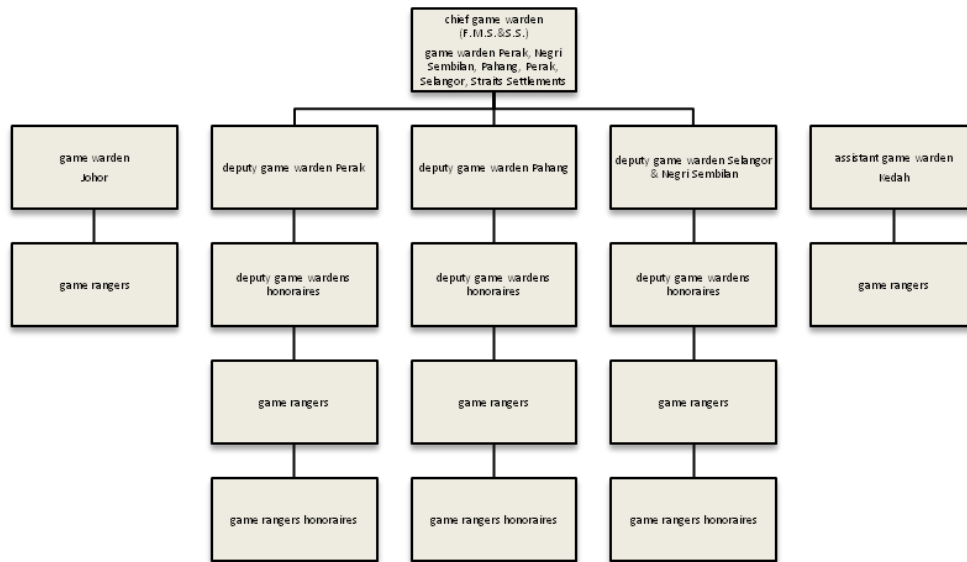 chief game warden
(F.M.S.&S.S.)
game warden Perak, Negri
Sembilan, Pahang, Perak,
Selangor, Straits Settlements
game warden
Johor
deputy game warden Perak
deputy game warden Pahang
deputy game warden Selangor
& Negri Sembilan
assistant game warden
Kedah
game rangers
deputy game wardens
honoraires
deputy game wardens
honoraires
deputy game wardens
honoraires
game rangers
game rangers
game rangers
game rangers
game rangers honoraires
game rangers honoraires
game rangers honoraires